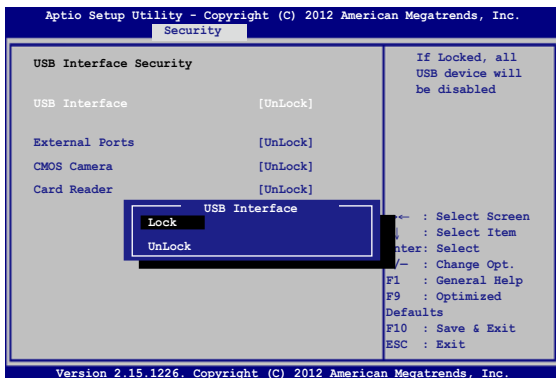 Aptio Setup Utility - Copyright (C) 2012 American Megatrends, Inc.
Security
USB Interface Security
USB Interface [UnLock]
External Ports [UnLock]
CMOS Camera [UnLock]
Card Reader [UnLock]
USB Interface
Lock
UnLock
If Locked, all
USB device will
be disabled
→← : Select Screen
: Select Item
nter: Select
/— : Change Opt.
F1 : General Help
F9 : Optimized
Defaults
F10 : Save & Exit
ESC : Exit
Version 2.15.1226. Copyright (C) 2012 American Megatrends, Inc.